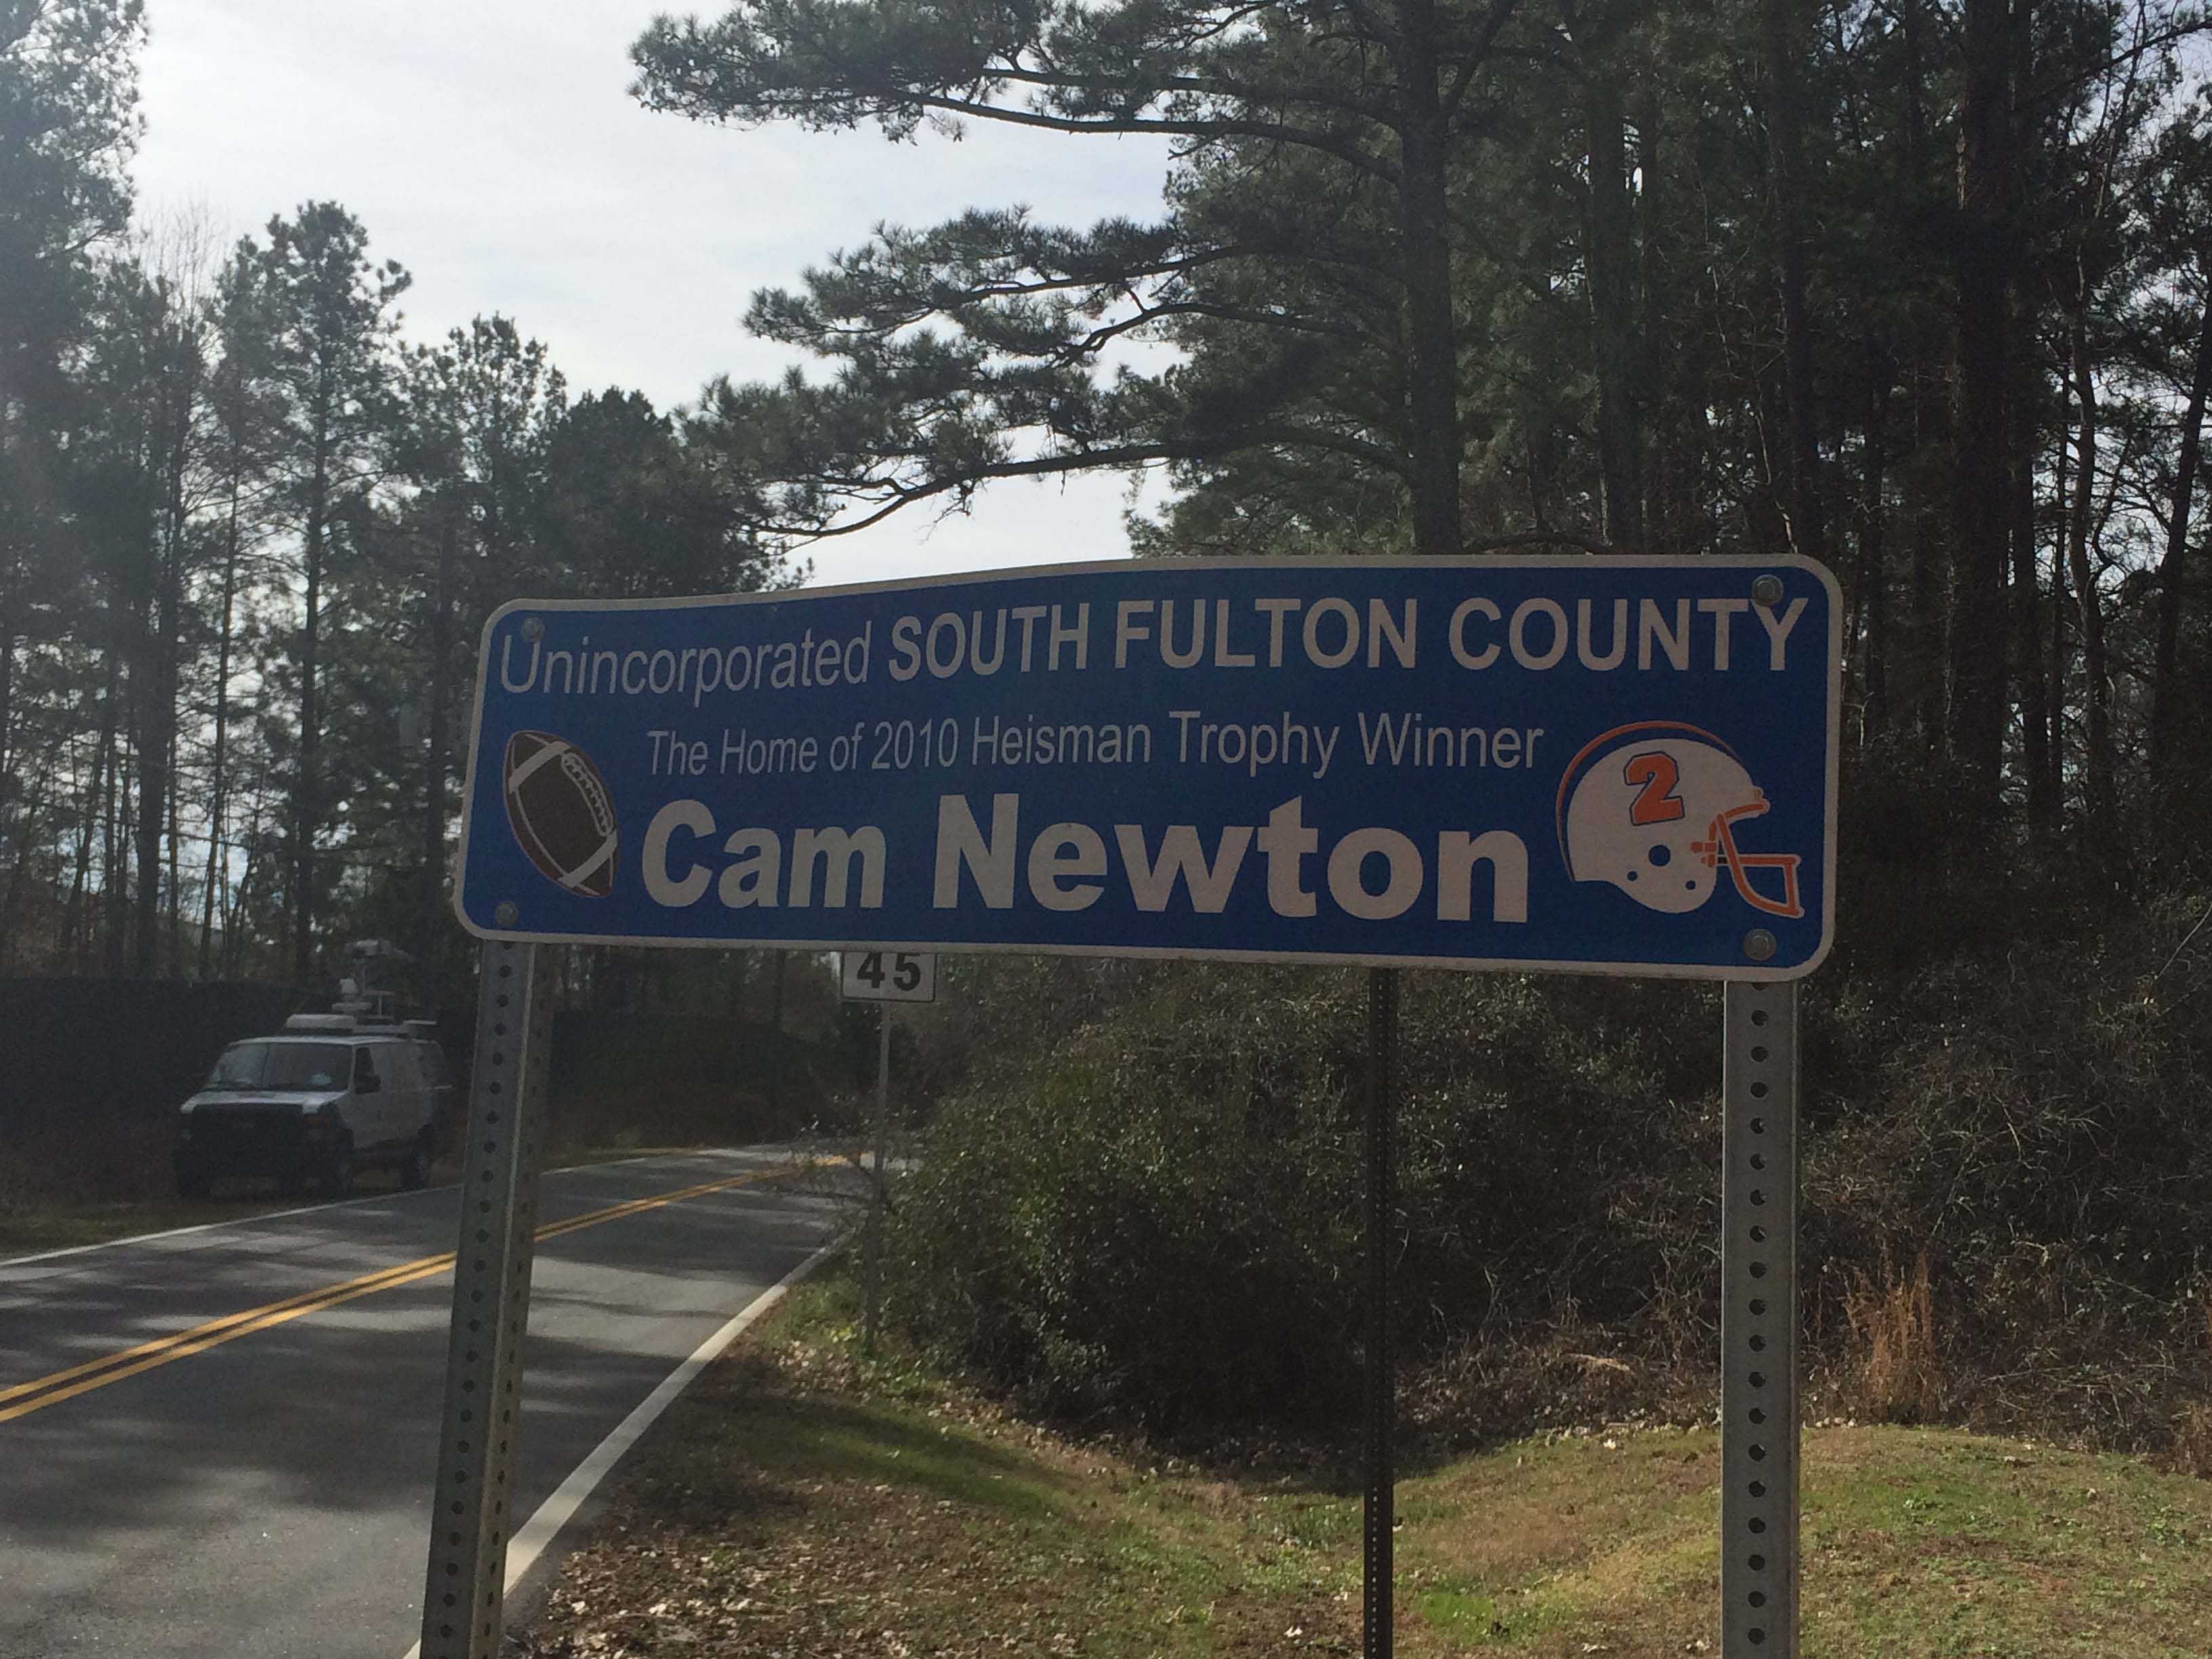 Unincorporated SOUTH FULTON COUNTY
The Home of 2010 Heisman Trophy Winner
Cam Newton
2
45